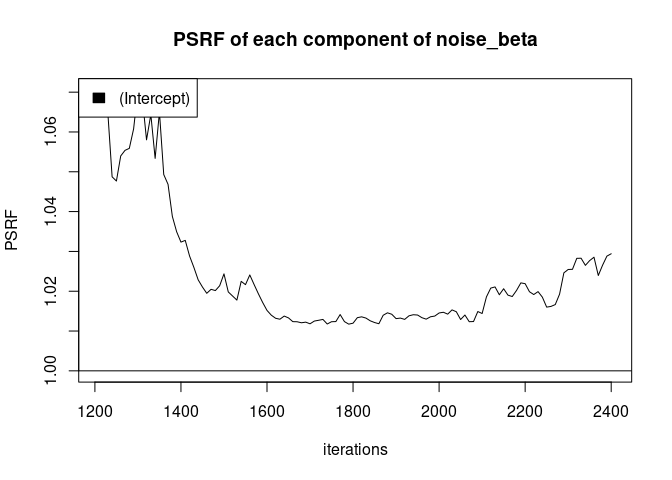 PSRF of each component of noise_beta
(Intercept)
PSRF
1.06
1.04
1.02
1.00
1200 1400 1600 1800 2000 2200 2400
iterations